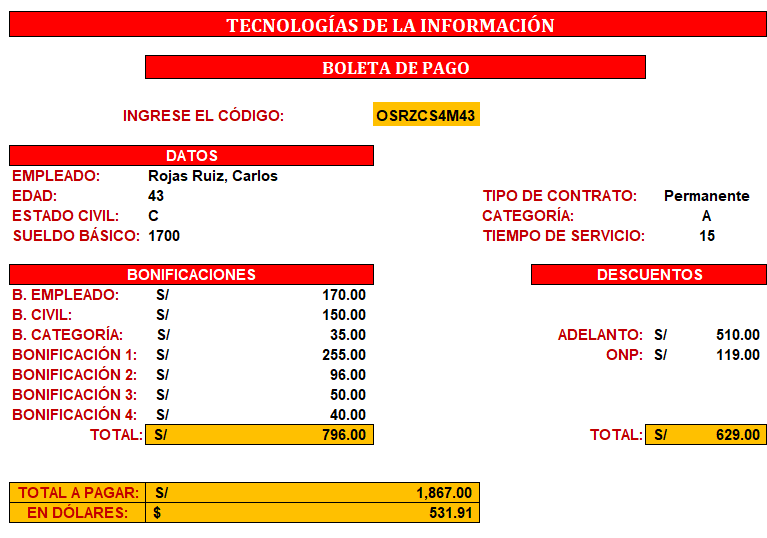 TECNOLOGÍAS DE LA INFORMACIÓN
BOLETA DE PAGO
INGRESE EL CÓDIGO: OSRZCS4M43
DATOS
EMPLEADO: Rojas Ruiz, Carlos
EDAD: 43 TIPO DE CONTRATO: Permanente
ESTADO CIVIL: C CATEGORÍA: A
SUELDO BÁSICO: 1700 TIEMPO DE SERVICIO: 15
BONIFICACIONES DESCUENTOS
B. EMPLEADO: S/ 170.00
B. CIVIL: S/ 150.00
B. CATEGORÍA: S/ 35.00 ADELANTO: S/ 510.00
BONIFICACIÓN 1: S/ 255.00 ONP: S/ 119.00
BONIFICACIÓN 2: S/ 96.00
BONIFICACIÓN 3: S/ 50.00
BONIFICACIÓN 4: S/ 40.00
TOTAL: S/ 796.00 TOTAL: S/ 629.00
TOTAL A PAGAR: S/ 1,867.00
EN DÓLARES: $ 531.91